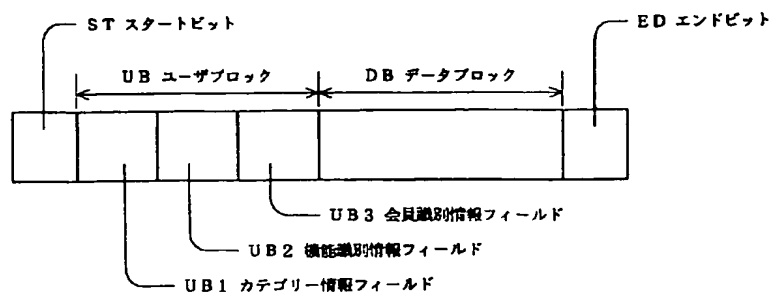 ST スタートビット
ED エンドビット
UB ユーザブロック
DB データブロック
UB3 会員識別情報フィールド
UB2 機能識別情報フィールド
UB1 カテゴリー情報フィールド